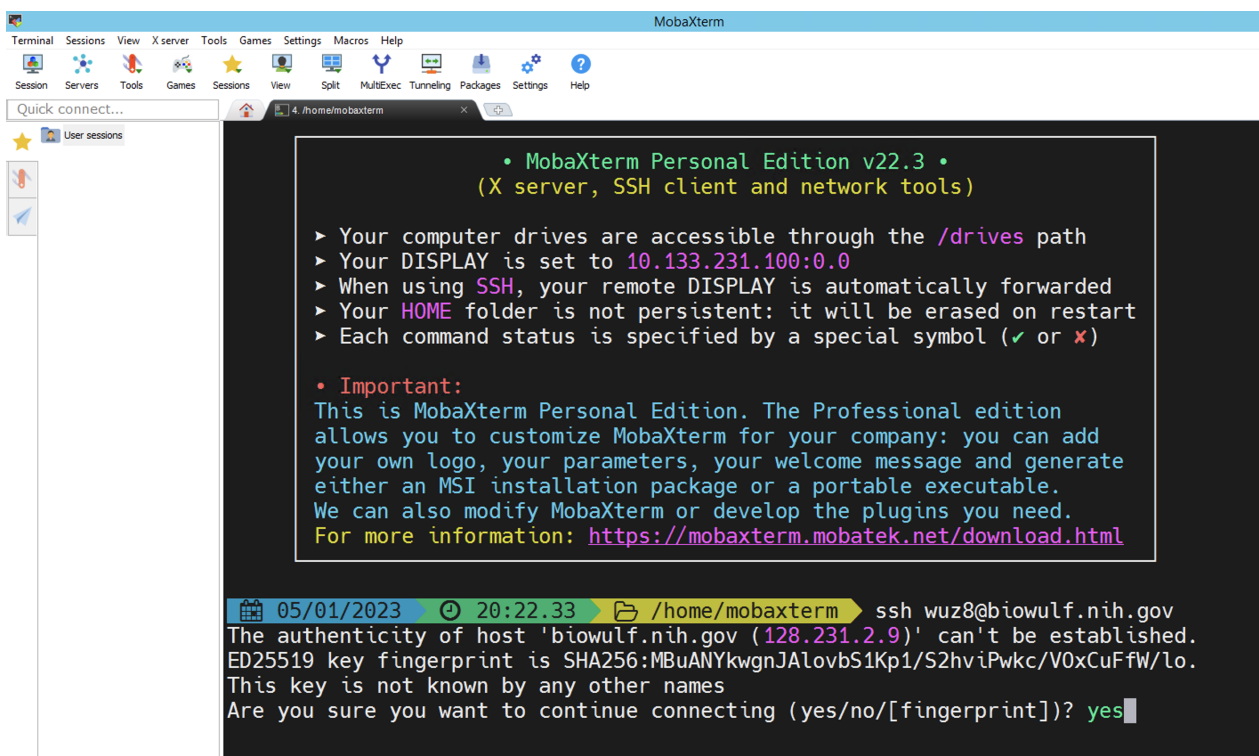 MobaXterm
Terminal Sessions View X server Tools Games Settings Macros Help
Session Servers Tools Games Sessions View Split MultiExec Tunneling Packages Settings Help
Quick connect...
4. /home/mobaxterm
User sessions
• MobaXterm Personal Edition v22.3 •
(X server, SSH client and network tools)
➤ Your computer drives are accessible through the /drives path
➤ Your DISPLAY is set to 10.133.231.100:0.0
➤ When using SSH, your remote DISPLAY is automatically forwarded
➤ Your HOME folder is not persistent: it will be erased on restart
➤ Each command status is specified by a special symbol (✔ or ✘)
• Important:
This is MobaXterm Personal Edition. The Professional edition
allows you to customize MobaXterm for your company: you can add
your own logo, your parameters, your welcome message and generate
either an MSI installation package or a portable executable.
We can also modify MobaXterm or develop the plugins you need.
For more information: https://mobaxterm.mobatek.net/download.html
05/01/2023 20:22.33 /home/mobaxterm ssh wuz8@biowulf.nih.gov
The authenticity of host 'biowulf.nih.gov (128.231.2.9)' can't be established.
ED25519 key fingerprint is SHA256:MBuANYkwgnJAlovbS1Kp1/S2hviPwkc/VOxCuFfW/lo.
This key is not known by any other names
Are you sure you want to continue connecting (yes/no/[fingerprint])? yes